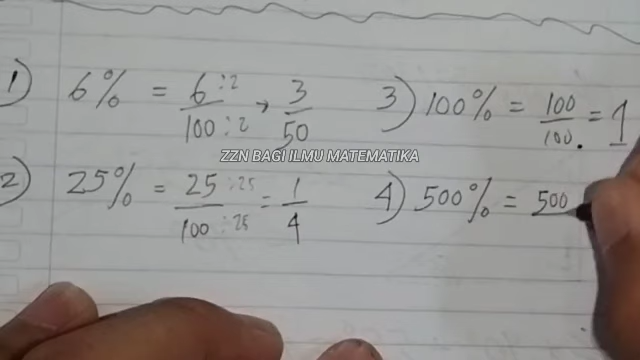 1) 6% = 6 :2 / 100 :2 → 3/50
2) 25% = 25 :25 / 100 :25 = 1/4
3) 100% = 100/100. = 1
4) 500% = 500
ZZN BAGI ILMU MATEMATIKA